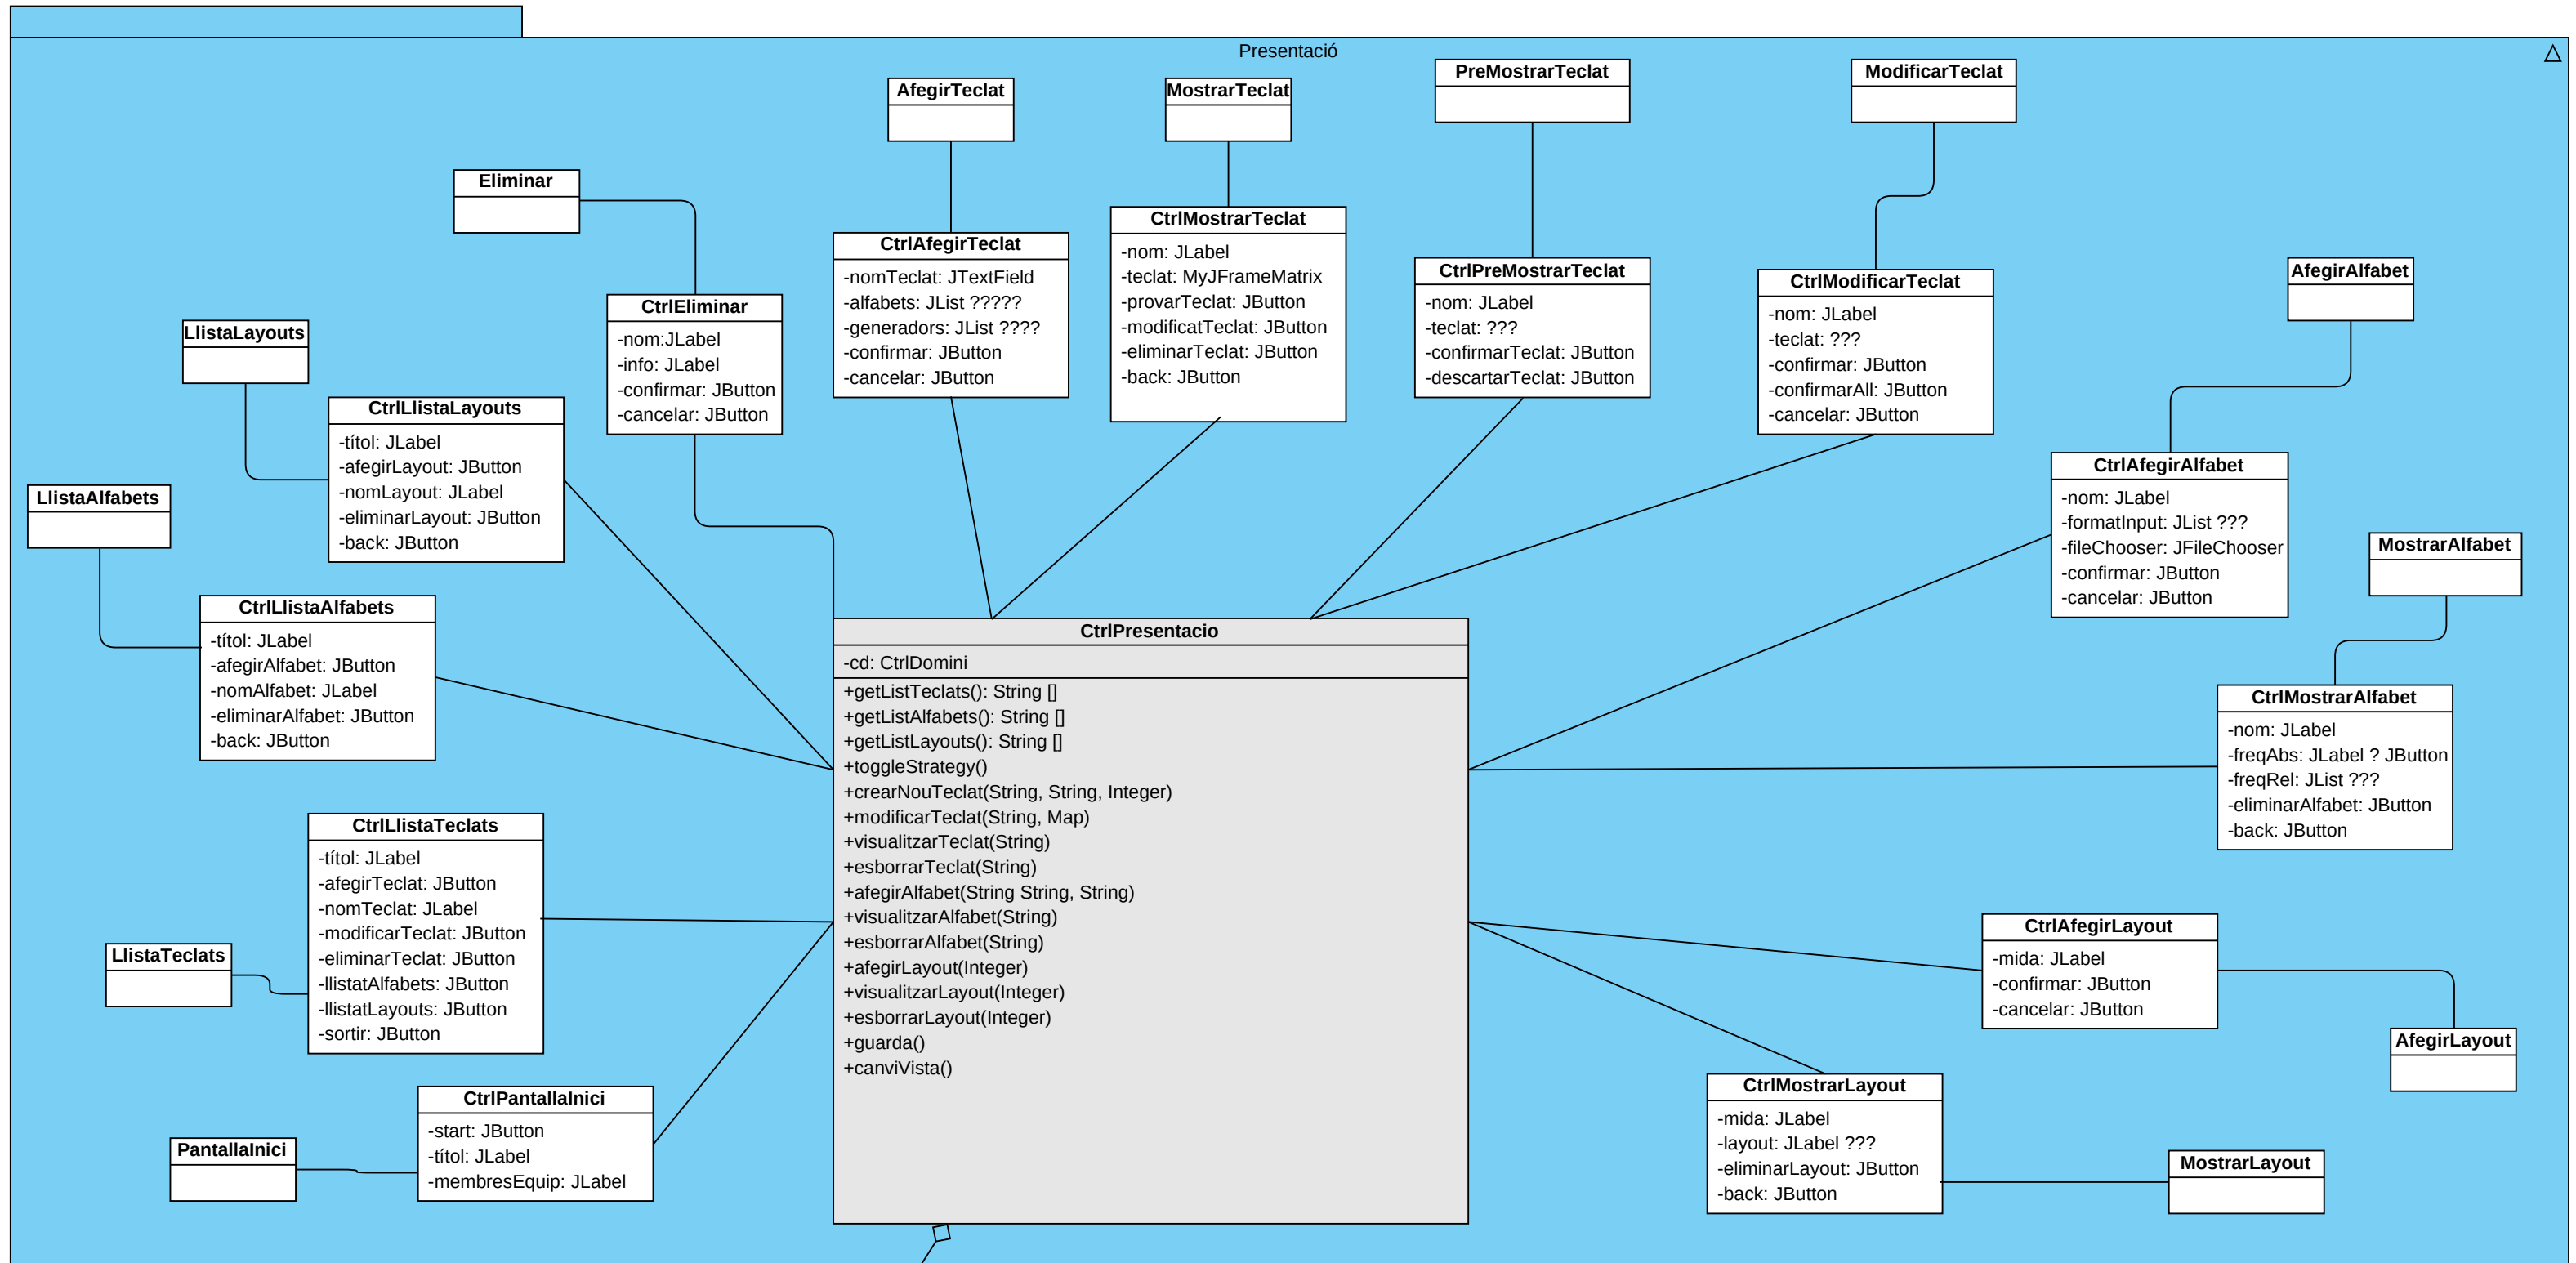 Presentació
AfegirTeclat
MostrarTeclat
PreMostrarTeclat
ModificarTeclat
Eliminar
CtrlEliminar
-nom:JLabel
-info: JLabel
-confirmar: JButton
-cancelar: JButton
CtrlAfegirTeclat
-nomTeclat: JTextField
-alfabets: JList ?????
-generadors: JList ????
-confirmar: JButton
-cancelar: JButton
CtrlMostrarTeclat
-nom: JLabel
-teclat: MyJFrameMatrix
-provarTeclat: JButton
-modificatTeclat: JButton
-eliminarTeclat: JButton
-back: JButton
CtrlPreMostrarTeclat
-nom: JLabel
-teclat: ???
-confirmarTeclat: JButton
-descartarTeclat: JButton
CtrlModificarTeclat
-nom: JLabel
-teclat: ???
-confirmar: JButton
-confirmarAll: JButton
-cancelar: JButton
AfegirAlfabet
LlistaLayouts
CtrlLlistaLayouts
-títol: JLabel
-afegirLayout: JButton
-nomLayout: JLabel
-eliminarLayout: JButton
-back: JButton
CtrlAfegirAlfabet
-nom: JLabel
-formatInput: JList ???
-fileChooser: JFileChooser
-confirmar: JButton
-cancelar: JButton
LlistaAlfabets
CtrlLlistaAlfabets
-títol: JLabel
-afegirAlfabet: JButton
-nomAlfabet: JLabel
-eliminarAlfabet: JButton
-back: JButton
MostrarAlfabet
CtrlMostrarAlfabet
-nom: JLabel
-freqAbs: JLabel ? JButton
-freqRel: JList ???
-eliminarAlfabet: JButton
-back: JButton
CtrlPresentacio
-cd: CtrlDomini
+getListTeclats(): String []
+getListAlfabets(): String []
+getListLayouts(): String []
+toggleStrategy()
+crearNouTeclat(String, String, Integer)
+modificarTeclat(String, Map)
+visualitzarTeclat(String)
+esborrarTeclat(String)
+afegirAlfabet(String String, String)
+visualitzarAlfabet(String)
+esborrarAlfabet(String)
+afegirLayout(Integer)
+visualitzarLayout(Integer)
+esborrarLayout(Integer)
+guarda()
+canviVista()
CtrlLlistaTeclats
-títol: JLabel
-afegirTeclat: JButton
-nomTeclat: JLabel
-modificarTeclat: JButton
-eliminarTeclat: JButton
-llistatAlfabets: JButton
-llistatLayouts: JButton
-sortir: JButton
LlistaTeclats
CtrlAfegirLayout
-mida: JLabel
-confirmar: JButton
-cancelar: JButton
AfegirLayout
CtrlPantallaInici
-start: JButton
-títol: JLabel
-membresEquip: JLabel
PantallaInici
CtrlMostrarLayout
-mida: JLabel
-layout: JLabel ???
-eliminarLayout: JButton
-back: JButton
MostrarLayout